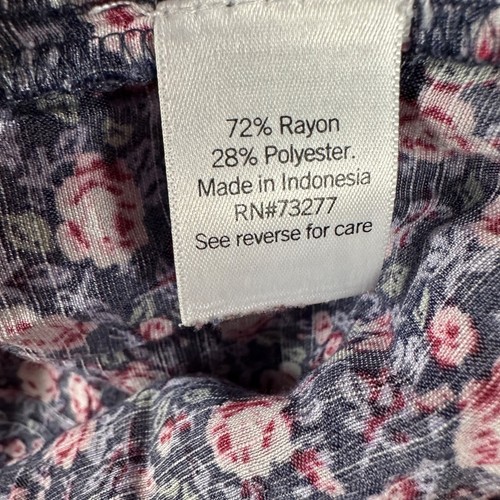 72% Rayon
28% Polyester.
Made in Indonesia
RN#73277
See reverse for care